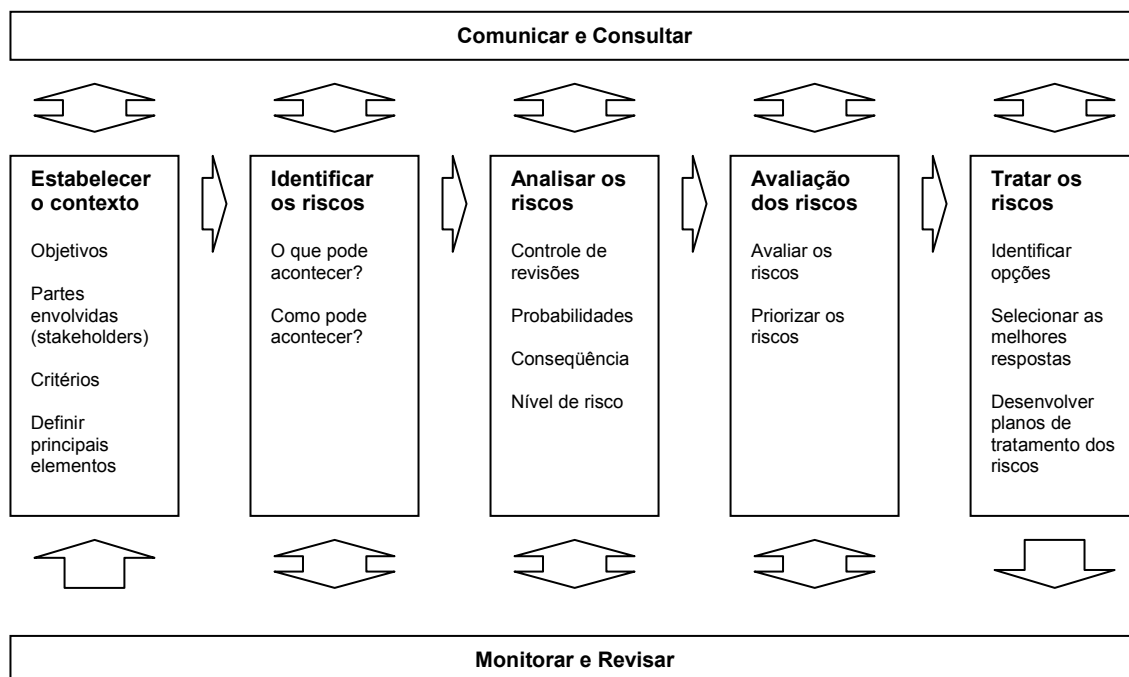 Comunicar e Consultar
Estabelecer
o contexto
Objetivos
Partes
envolvidas
(stakeholders)
Critérios
Definir
principais
elementos
Identificar
os riscos
O que pode
acontecer?
Como pode
acontecer?
Analisar os
riscos
Controle de
revisões
Probabilidades
Conseqüência
Nível de risco
Avaliação
dos riscos
Avaliar os
riscos
Priorizar os
riscos
Tratar os
riscos
Identificar
opções
Selecionar as
melhores
respostas
Desenvolver
planos de
tratamento dos
riscos
Monitorar e Revisar